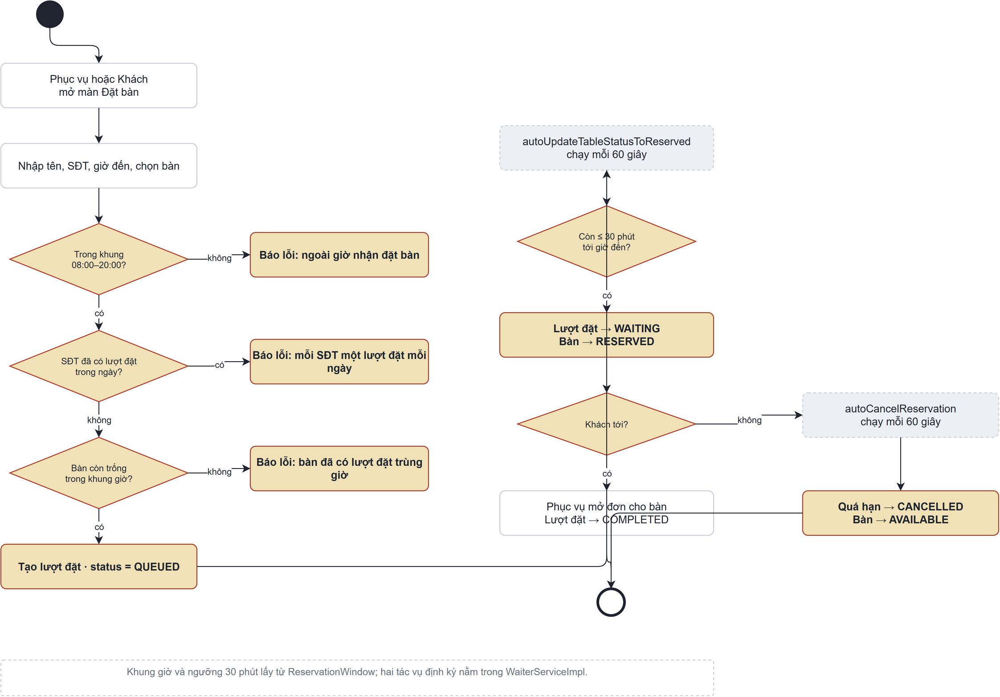 Phục vụ hoặc Khách
mở màn Đặt bàn
Nhập tên, SĐT, giờ đến, chọn bàn
Trong khung
08:00–20:00?
không
Báo lỗi: ngoài giờ nhận đặt bàn
có
SĐT đã có lượt đặt
trong ngày?
có
Báo lỗi: mỗi SĐT một lượt đặt mỗi
ngày
không
Bàn còn trống
trong khung giờ?
không
Báo lỗi: bàn đã có lượt đặt trùng
giờ
có
Tạo lượt đặt · status = QUEUED
autoUpdateTableStatusToReserved
chạy mỗi 60 giây
Còn ≤ 30 phút
tới giờ đến?
có
Lượt đặt → WAITING
Bàn → RESERVED
Khách tới?
không
autoCancelReservation
chạy mỗi 60 giây
có
Phục vụ mở đơn cho bàn
Lượt đặt → COMPLETED
Quá hạn → CANCELLED
Bàn → AVAILABLE
Khung giờ và ngưỡng 30 phút lấy từ ReservationWindow; hai tác vụ định kỳ nằm trong WaiterServiceImpl.